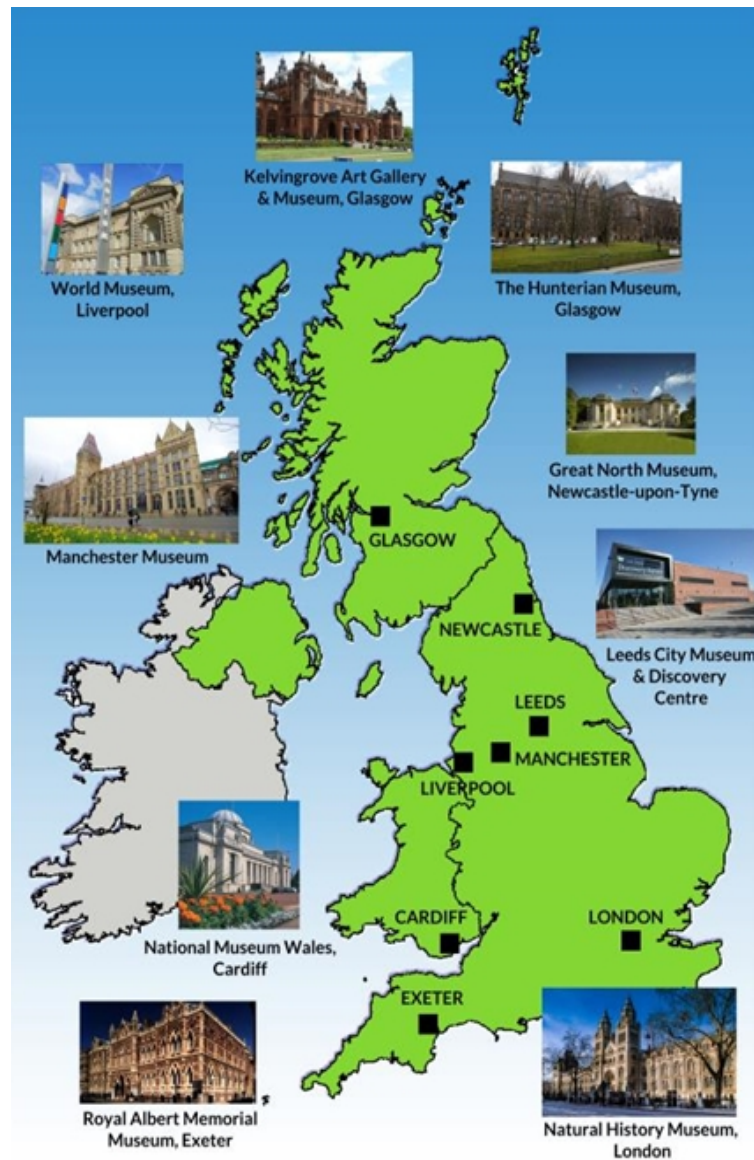 Kelvingrove Art Gallery
& Museum, Glasgow
World Museum,
Liverpool
The Hunterian Museum,
Glasgow
Great North Museum,
Newcastle-upon-Tyne
Manchester Museum
GLASGOW
NEWCASTLE
Leeds City Museum
& Discovery
Centre
LEEDS
MANCHESTER
LIVERPOOL
National Museum Wales,
Cardiff
CARDIFF
LONDON
EXETER
Royal Albert Memorial
Museum, Exeter
Natural History Museum,
London